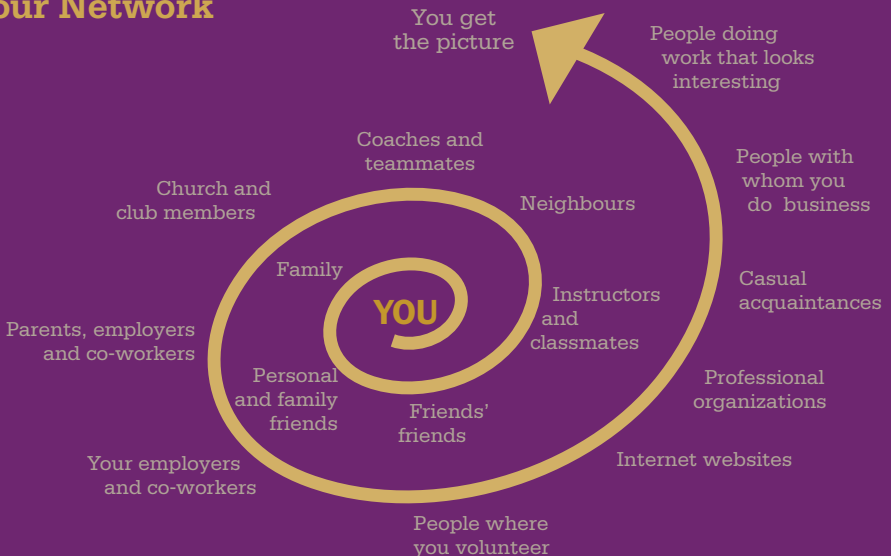 our Network
You get
the picture
People doing
work that looks
interesting
Coaches and
teammates
People with
whom you
do business
Church and
club members
Neighbours
Family
YOU
Instructors
and
classmates
Casual
acquaintances
Parents, employers
and co-workers
Personal
and family
friends
Friends’
friends
Professional
organizations
Your employers
and co-workers
Internet websites
People where
you volunteer